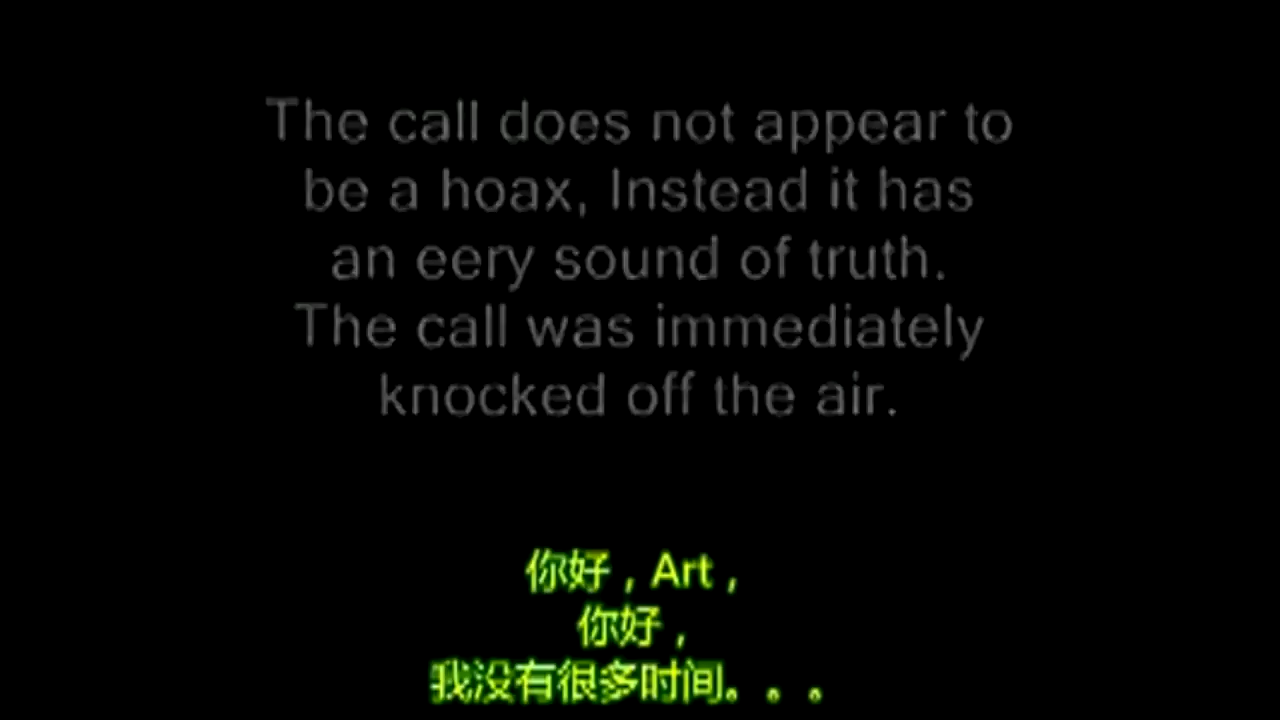 The call does not appear to
be a hoax, Instead it has
an eery sound of truth.
The call was immediately
knocked off the air.
你好，Art，
你好，
我没有很多时间。。。